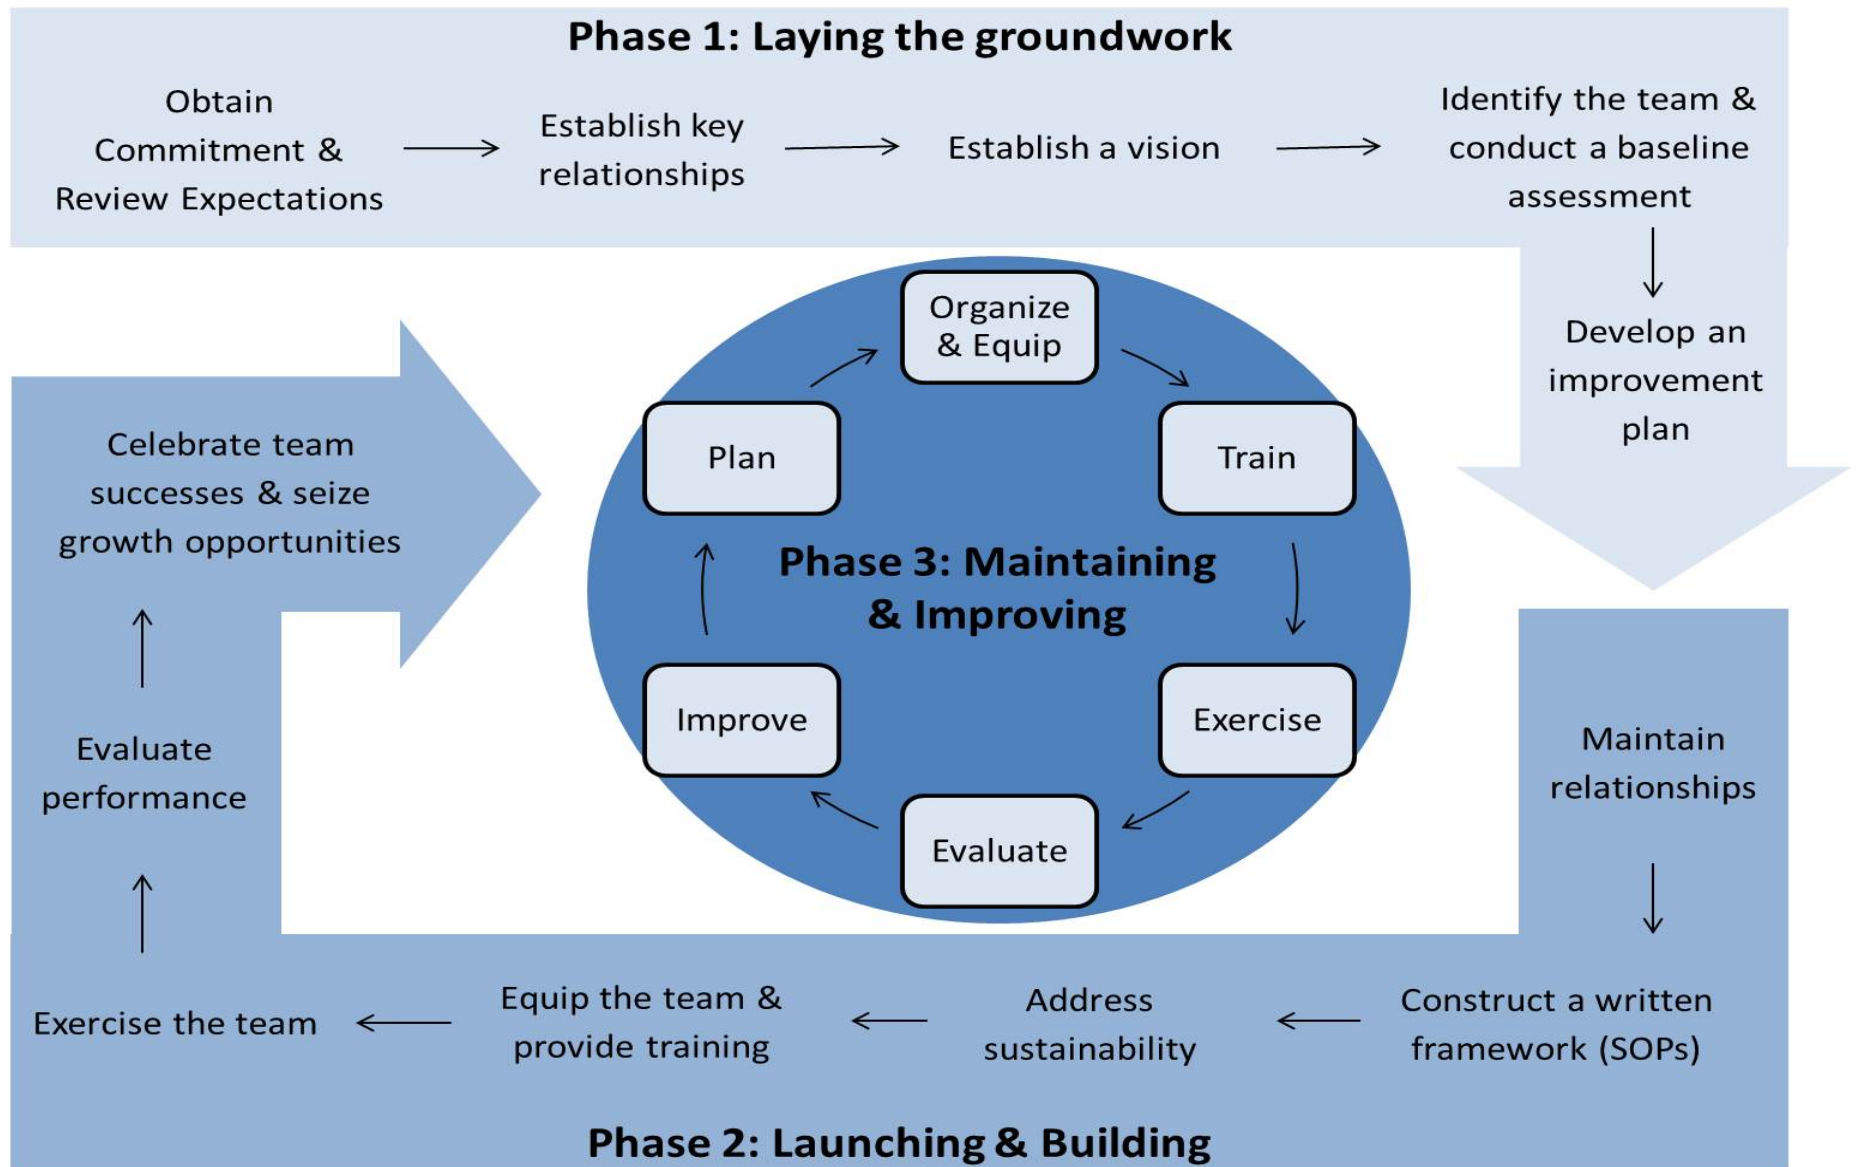 Phase 1: Laying the groundwork
Obtain
Commitment &
Review Expectations
Establish key
relationships
Establish a vision
Identify the team &
conduct a baseline
assessment
Develop an
improvement
plan
Maintain
relationships
Construct a written
framework (SOPs)
Address
sustainability
Equip the team &
provide training
Exercise the team
Evaluate
performance
Celebrate team
successes & seize
growth opportunities
Phase 2: Launching & Building
Phase 3: Maintaining
& Improving
Plan
Organize
& Equip
Train
Exercise
Evaluate
Improve